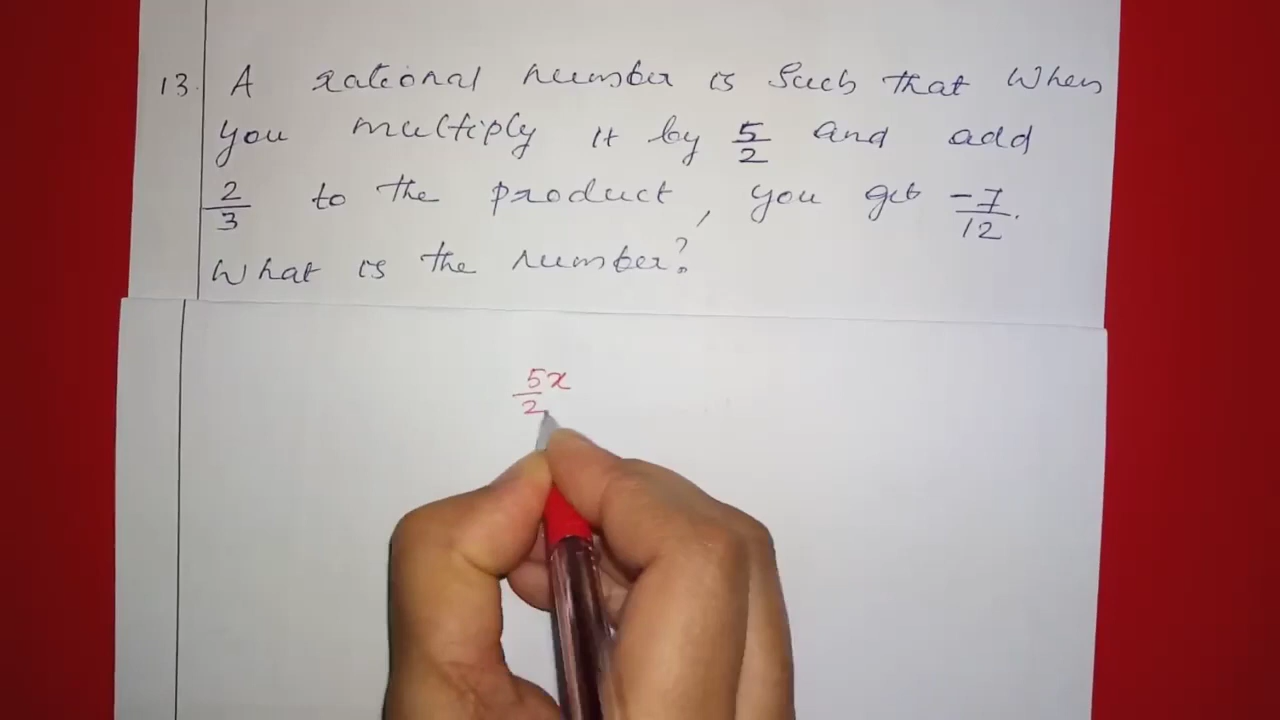 13. A rational number is such that when
you multiply it by 5/2 and add
2/3 to the product, you get -7/12.
What is the number?
5x/2